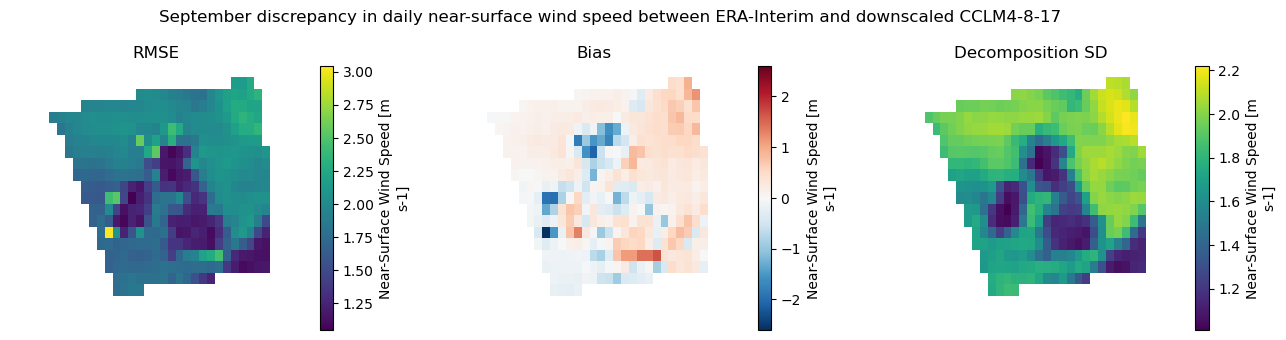 September discrepancy in daily near-surface wind speed between ERA-Interim and downscaled CCLM4-8-17
RMSE
3.00
2.75
2.50
2.25
2.00
1.75
1.50
1.25
Near-Surface Wind Speed [m
s-1]
Bias
2
1
0
−1
−2
Near-Surface Wind Speed [m
s-1]
Decomposition SD
2.2
2.0
1.8
1.6
1.4
1.2
Near-Surface Wind Speed [m
s-1]